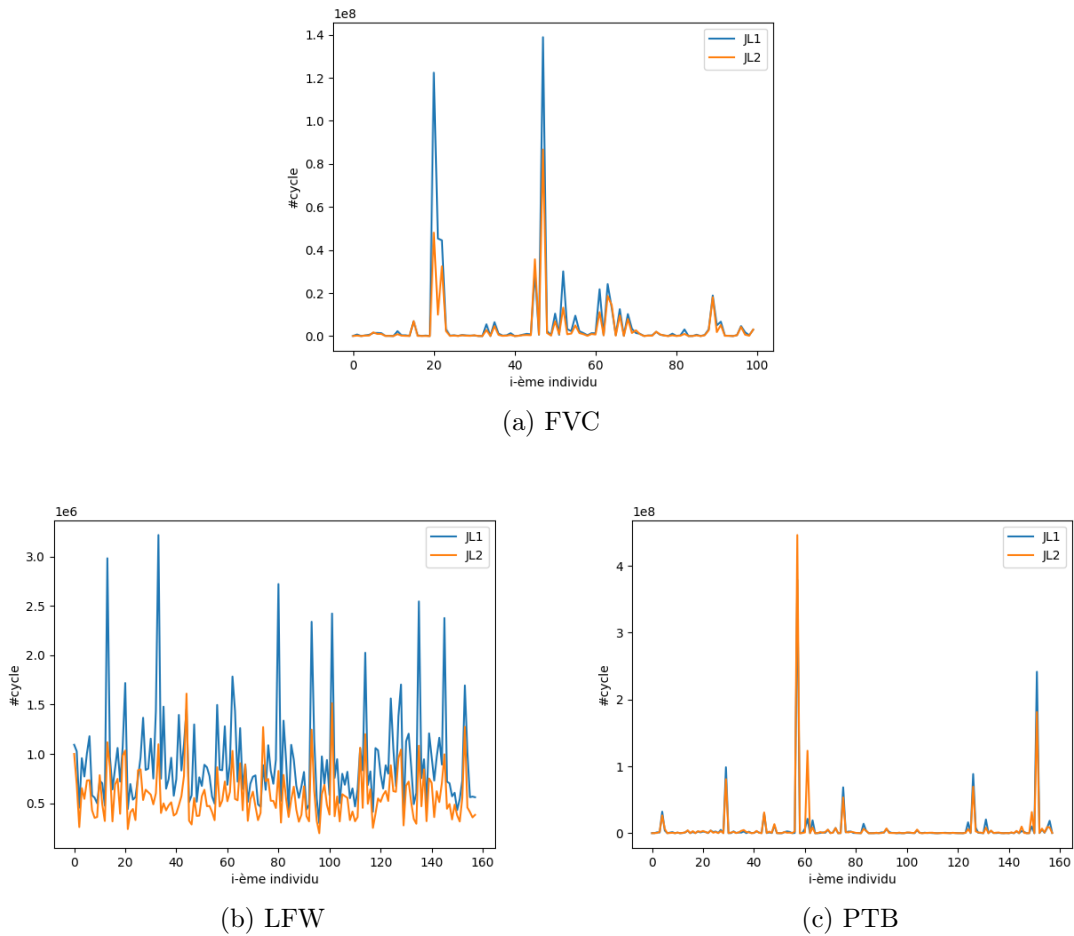 1e8
1.4
1.2
1.0
0.8
0.6
0.4
0.2
0.0
#cycle
JL1
JL2
0 20 40 60 80 100
i-ème individu
(a) FVC
1e6
3.0
2.5
2.0
1.5
1.0
0.5
#cycle
JL1
JL2
0 20 40 60 80 100 120 140 160
i-ème individu
(b) LFW
1e8
4
3
2
1
0
#cycle
JL1
JL2
0 20 40 60 80 100 120 140 160
i-ème individu
(c) PTB